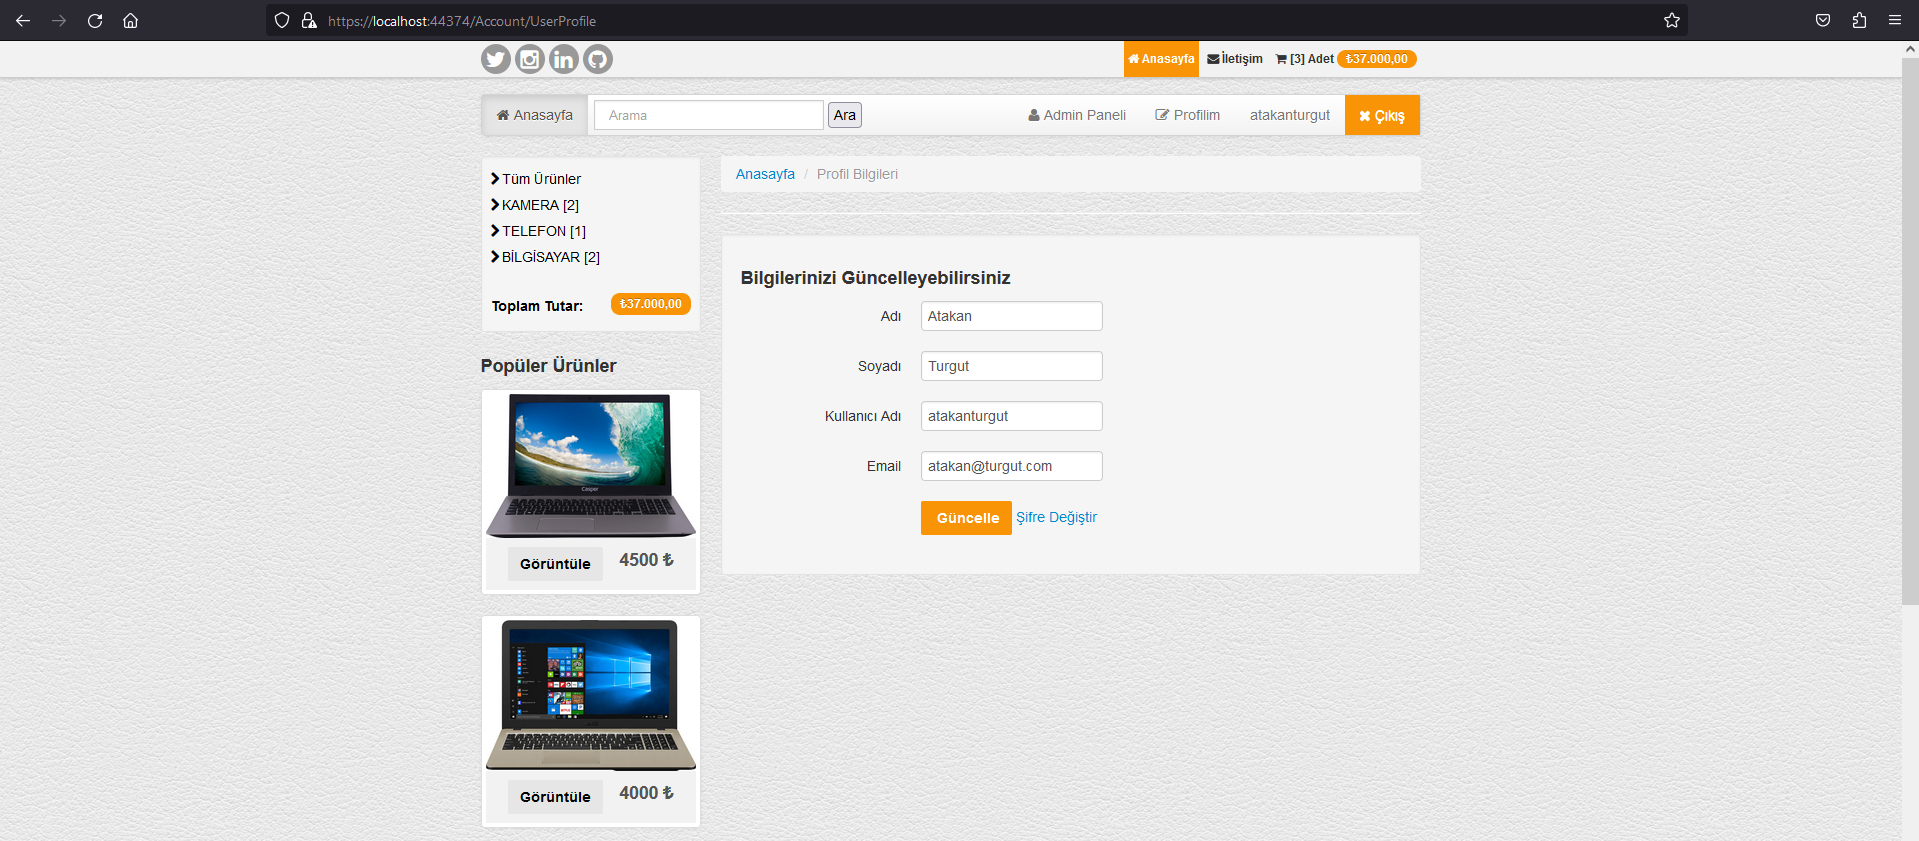 https://localhost:44374/Account/UserProfile
Anasayfa İletişim [3] Adet ₺37.000,00
Anasayfa Arama Ara Admin Paneli Profilim atakanturgut Çıkış
Tüm Ürünler
KAMERA [2]
TELEFON [1]
BİLGİSAYAR [2]
Toplam Tutar: ₺37.000,00
Popüler Ürünler
Casper
Görüntüle 4500 ₺
Görüntüle 4000 ₺
Anasayfa / Profil Bilgileri
Bilgilerinizi Güncelleyebilirsiniz
Adı Atakan
Soyadı Turgut
Kullanıcı Adı atakanturgut
Email atakan@turgut.com
Güncelle Şifre Değiştir